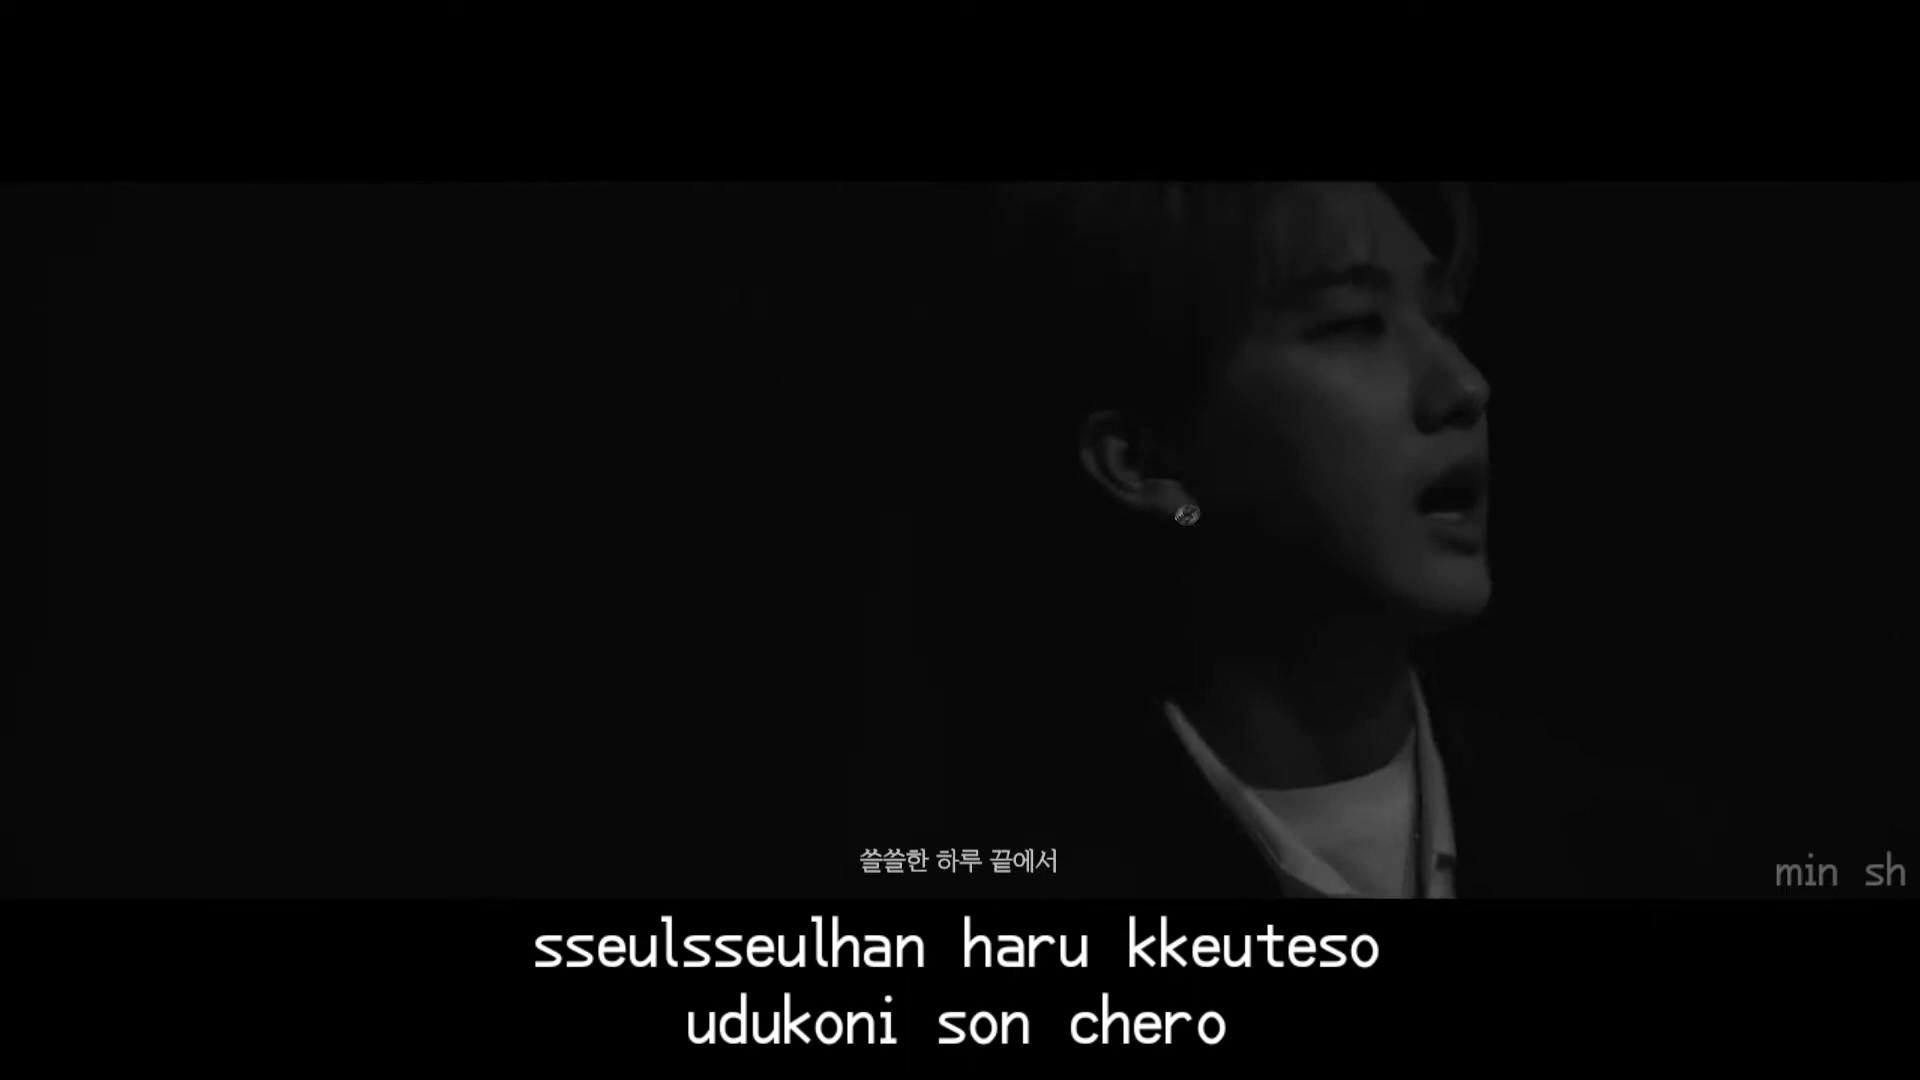 쓸쓸한 하루 끝에서
min sh
sseulsseulhan haru kkeuteso
udukoni son chero